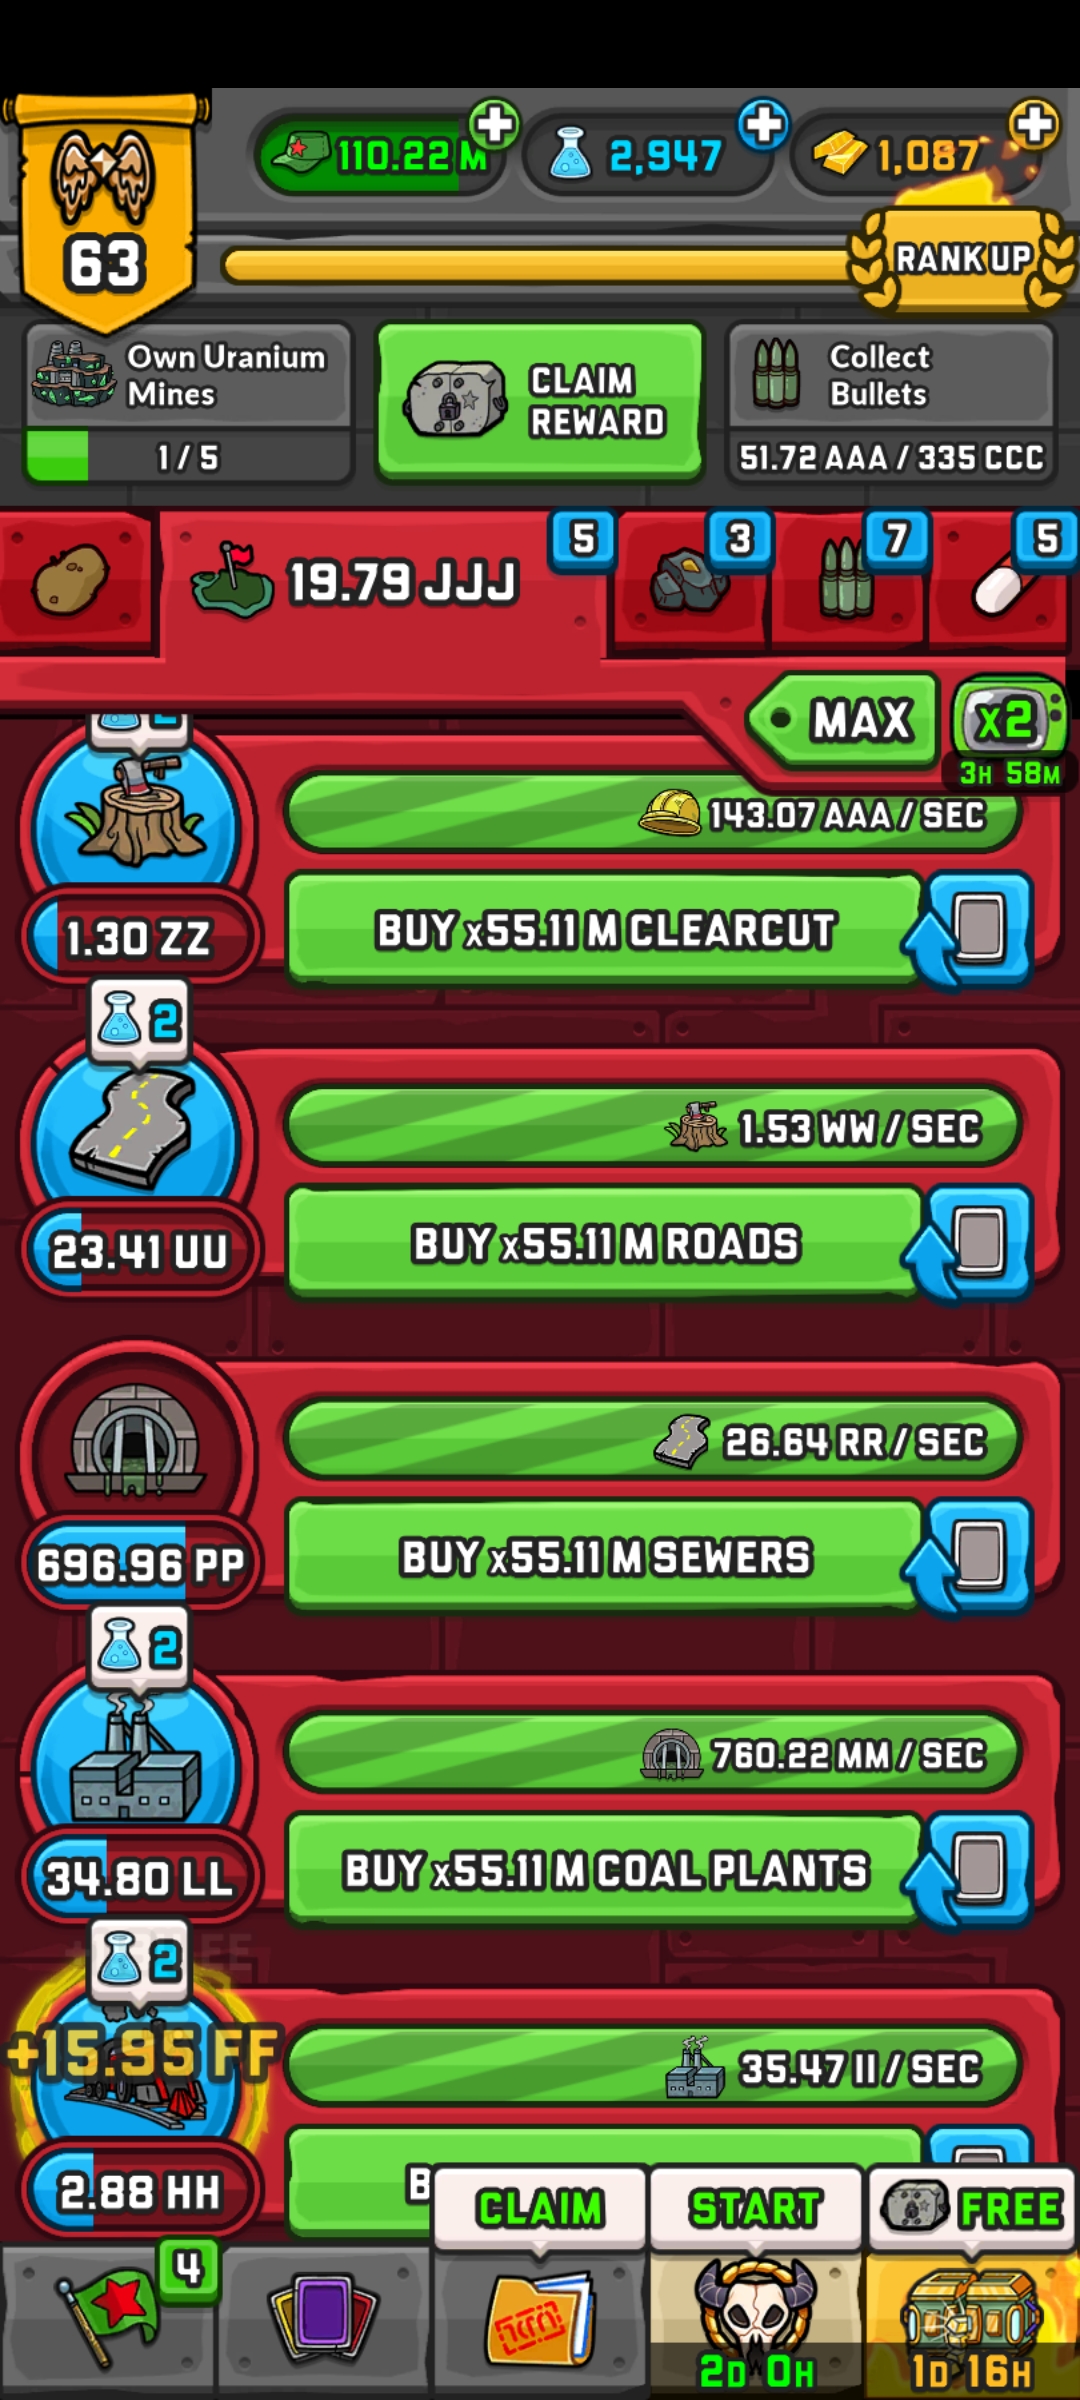 110.22 M
2,947
1,087
63
RANK UP
Own Uranium
Mines
1 / 5
CLAIM
REWARD
Collect
Bullets
51.72 AAA / 335 CCC
19.79 JJJ
5
3
7
5
MAX
x2
3H 58M
143.07 AAA / SEC
1.30 ZZ
BUY x55.11 M CLEARCUT
2
1.53 WW / SEC
23.41 UU
BUY x55.11 M ROADS
26.64 RR / SEC
696.96 PP
BUY x55.11 M SEWERS
2
760.22 MM / SEC
34.80 LL
BUY x55.11 M COAL PLANTS
2
+15.95 FF
35.47 II / SEC
2.88 HH
B
CLAIM
START
FREE
4
2D 0H
1D 16H